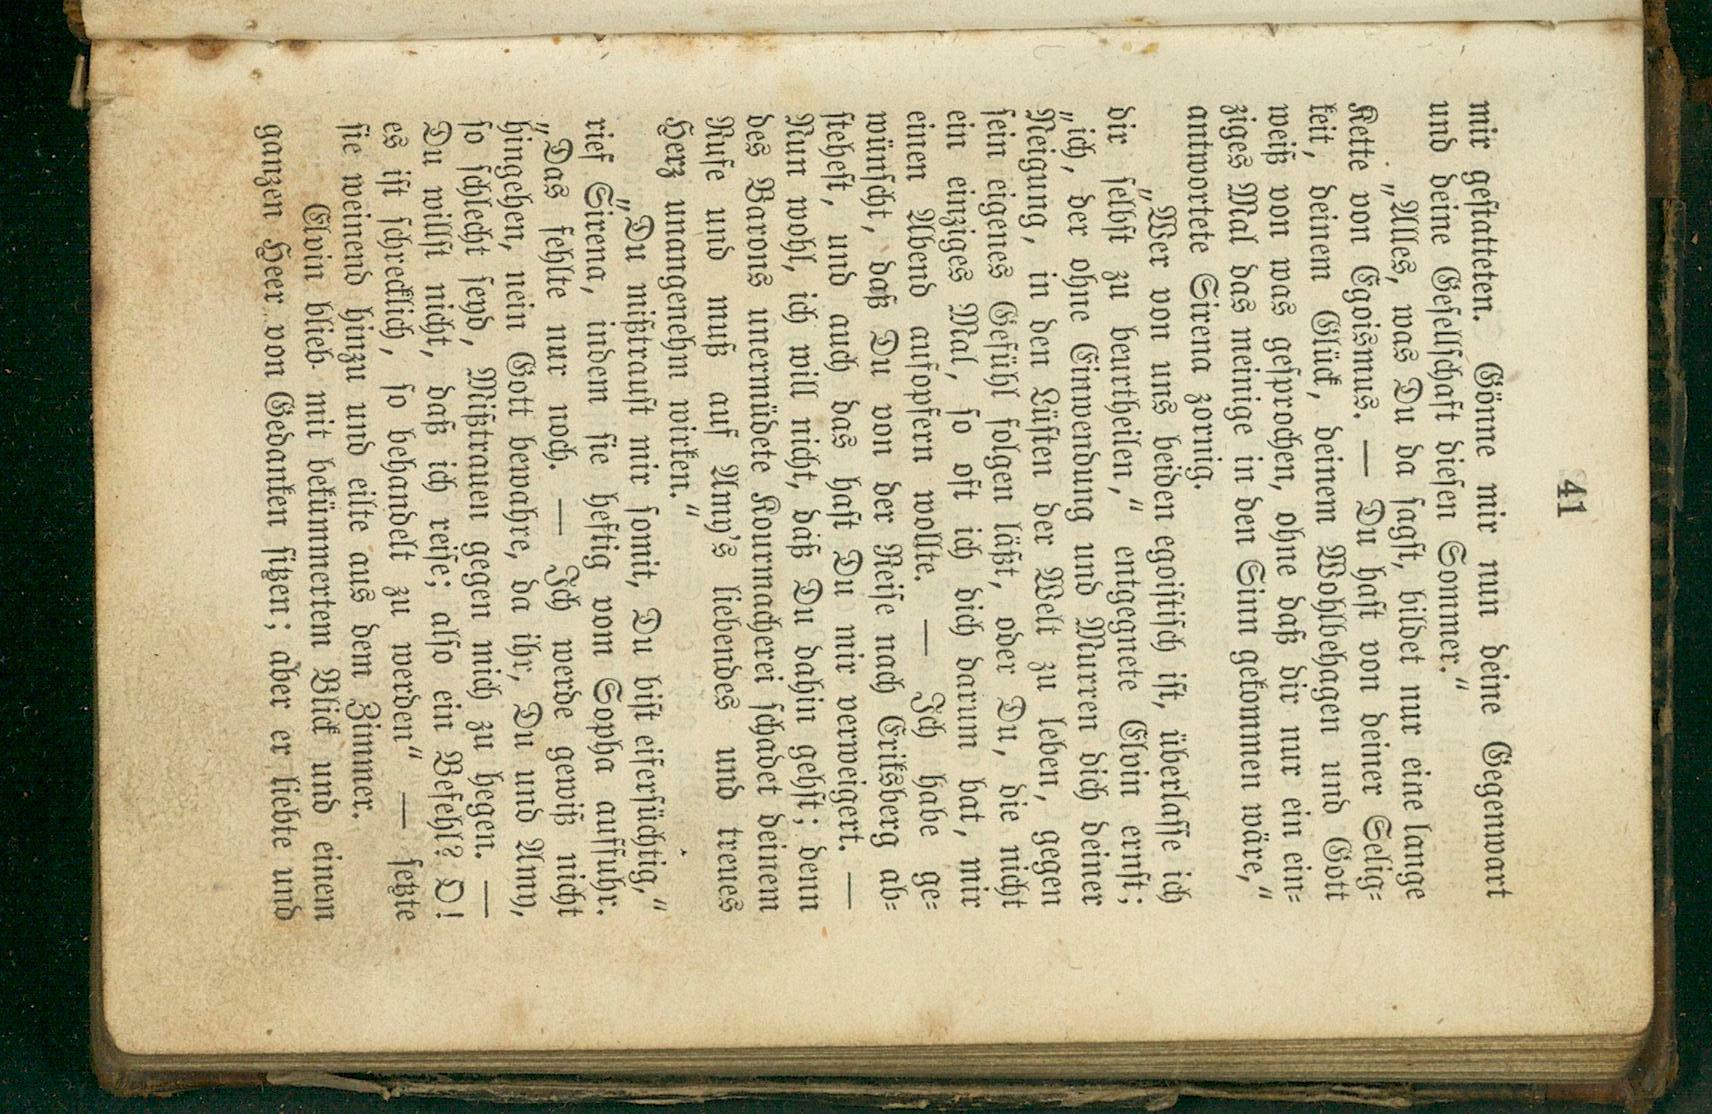 41
mir gestatteten. Gönne mir nun deine Gegenwart
und deine Gesellschaft diesen Sommer.“
„Alles, was Du da sagst, bildet nur eine lange
Kette von Egoismus. — Du hast von deiner Selig-
keit, deinem Glück, deinem Wohlbehagen und Gott
weiß von was gesprochen, ohne daß dir nur ein ein-
ziges Mal das meinige in den Sinn gekommen wäre,“
antwortete Sirena zornig.
„Wer von uns beiden egoistisch ist, überlasse ich
dir selbst zu beurtheilen,“ entgegnete Elvin ernst;
„ich, der ohne Einwendung und Murren dich deiner
Neigung, in den Lüsten der Welt zu leben, gegen
sein eigenes Gefühl folgen läßt, oder Du, die nicht
ein einziges Mal, so oft ich dich darum bat, mir
einen Abend aufopfern wollte. — Ich habe ge-
wünscht, daß Du von der Reise nach Eriksberg ab-
stehest, und auch das hast Du mir verweigert. —
Nun wohl, ich will nicht, daß Du dahin gehst; denn
des Barons unermüdete Kourmacherei schadet deinem
Rufe und muß auf Amy's liebendes und treues
Herz unangenehm wirken.“
„Du mißtraust mir somit, Du bist eifersüchtig,“
rief Sirena, indem sie heftig vom Sopha auffuhr.
„Das fehlte nur noch. — Ich werde gewiß nicht
hingehen, nein Gott bewahre, da ihr, Du und Amy,
so schlecht seyd, Mißtrauen gegen mich zu hegen. —
Du willst nicht, daß ich reise; also ein Befehl? O!
es ist schrecklich, so behandelt zu werden“ — setzte
sie weinend hinzu und eilte aus dem Zimmer.
Elvin blieb mit bekümmertem Blick und einem
ganzen Heer von Gedanken sitzen; aber er liebte und